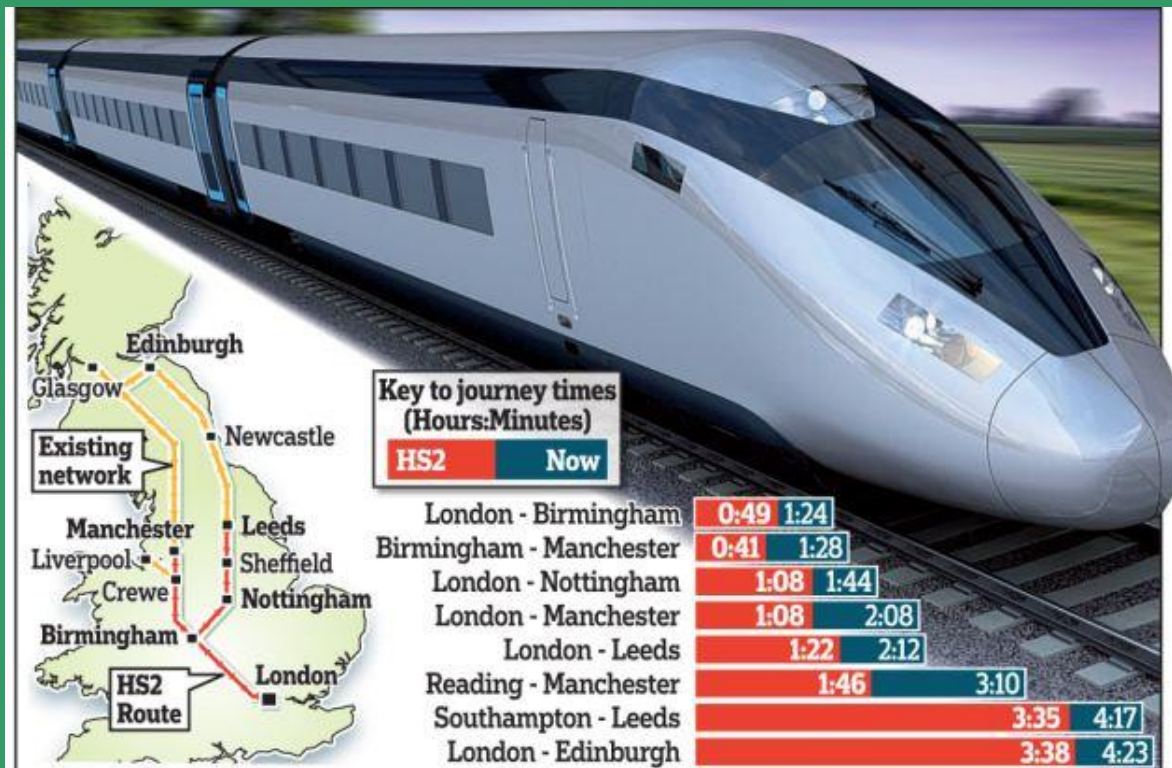 Edinburgh
Glasgow
Newcastle
Existing
network
Manchester
Leeds
Liverpool
Sheffield
Crewe
Nottingham
Birmingham
London
HS2
Route
Key to journey times
(Hours:Minutes)
HS2 Now
London - Birmingham 0:49 1:24
Birmingham - Manchester 0:41 1:28
London - Nottingham 1:08 1:44
London - Manchester 1:08 2:08
London - Leeds 1:22 2:12
Reading - Manchester 1:46 3:10
Southampton - Leeds 3:35 4:17
London - Edinburgh 3:38 4:23